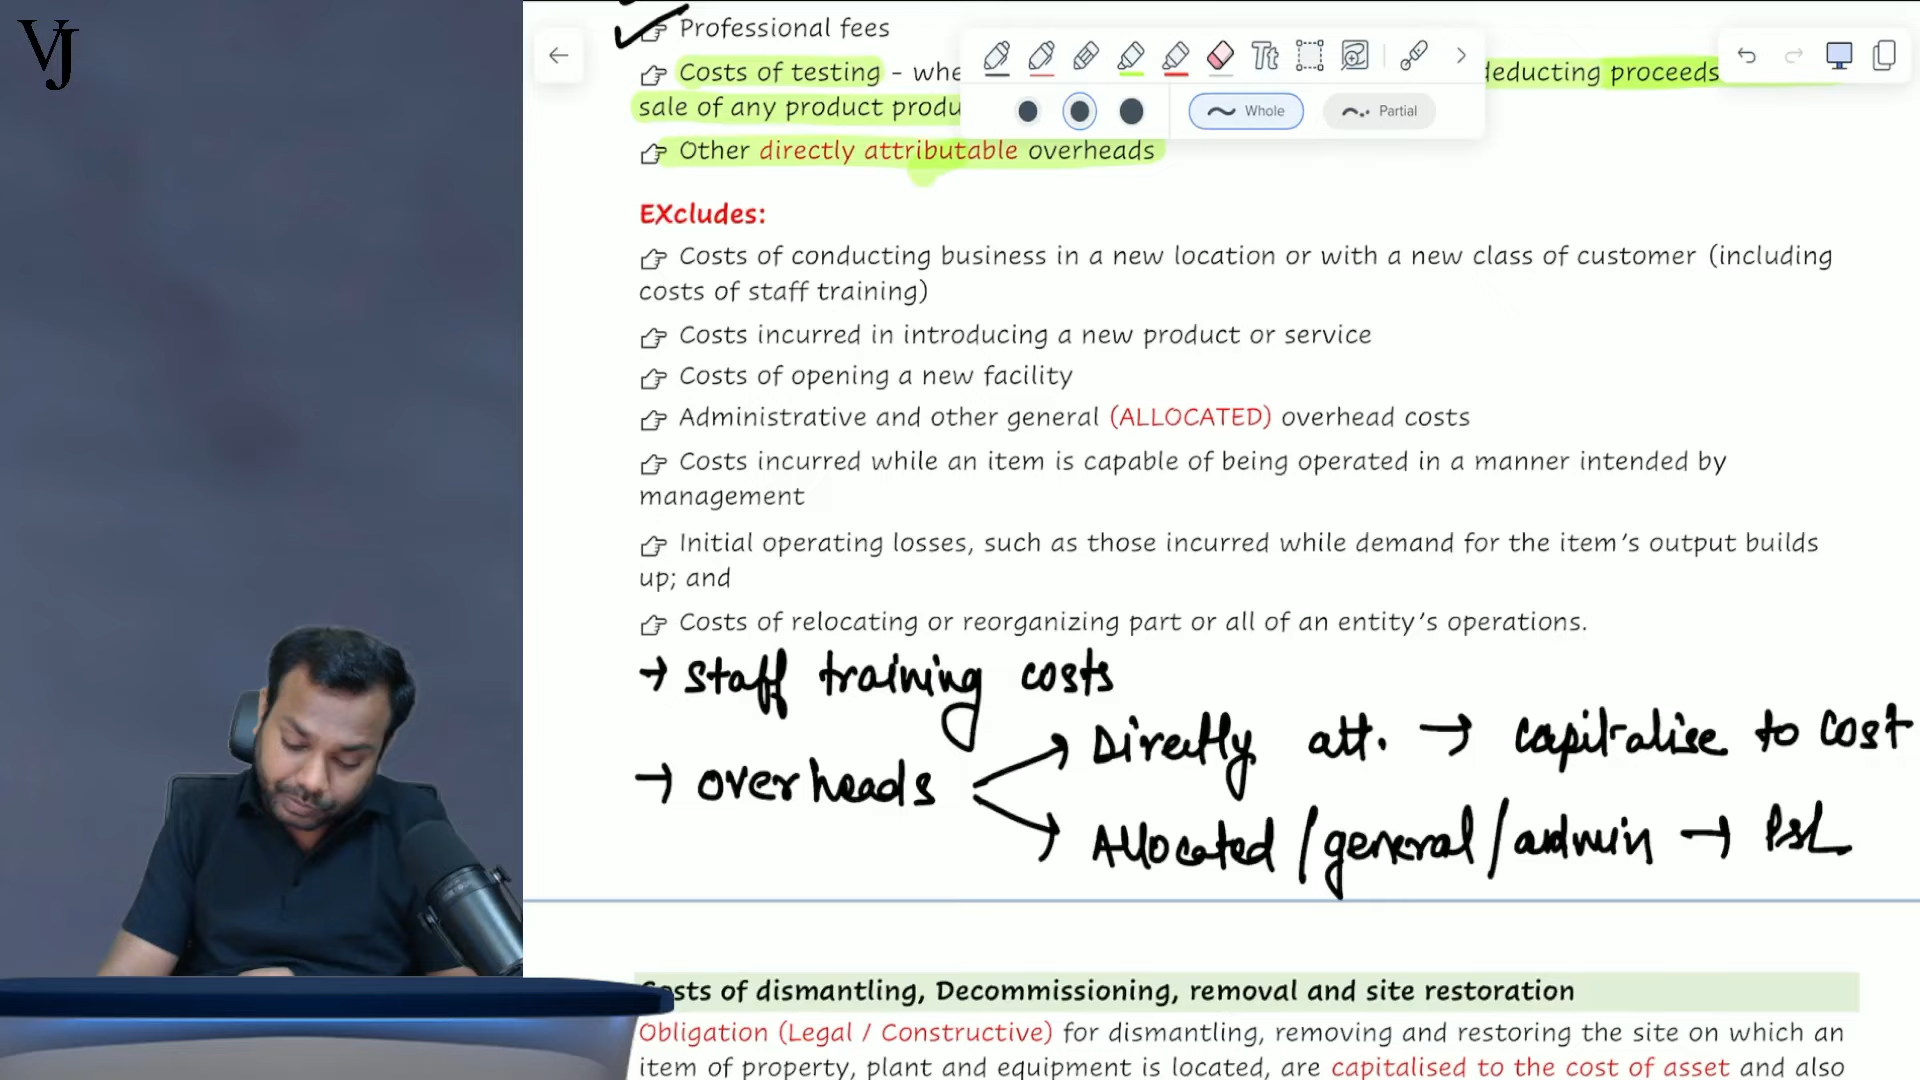 VJ
Professional fees
Costs of testing - whe deducting proceeds
sale of any product produ
Whole Partial
Other directly attributable overheads
EXcludes:
Costs of conducting business in a new location or with a new class of customer (including
costs of staff training)
Costs incurred in introducing a new product or service
Costs of opening a new facility
Administrative and other general (ALLOCATED) overhead costs
Costs incurred while an item is capable of being operated in a manner intended by
management
Initial operating losses, such as those incurred while demand for the item's output builds
up; and
Costs of relocating or reorganizing part or all of an entity's operations.
→ staff training costs
→ overheads → Directly att. → capitalise to cost
→ Allocated/general/admin → P&L
Costs of dismantling, Decommissioning, removal and site restoration
Obligation (Legal / Constructive) for dismantling, removing and restoring the site on which an
item of property, plant and equipment is located, are capitalised to the cost of asset and also